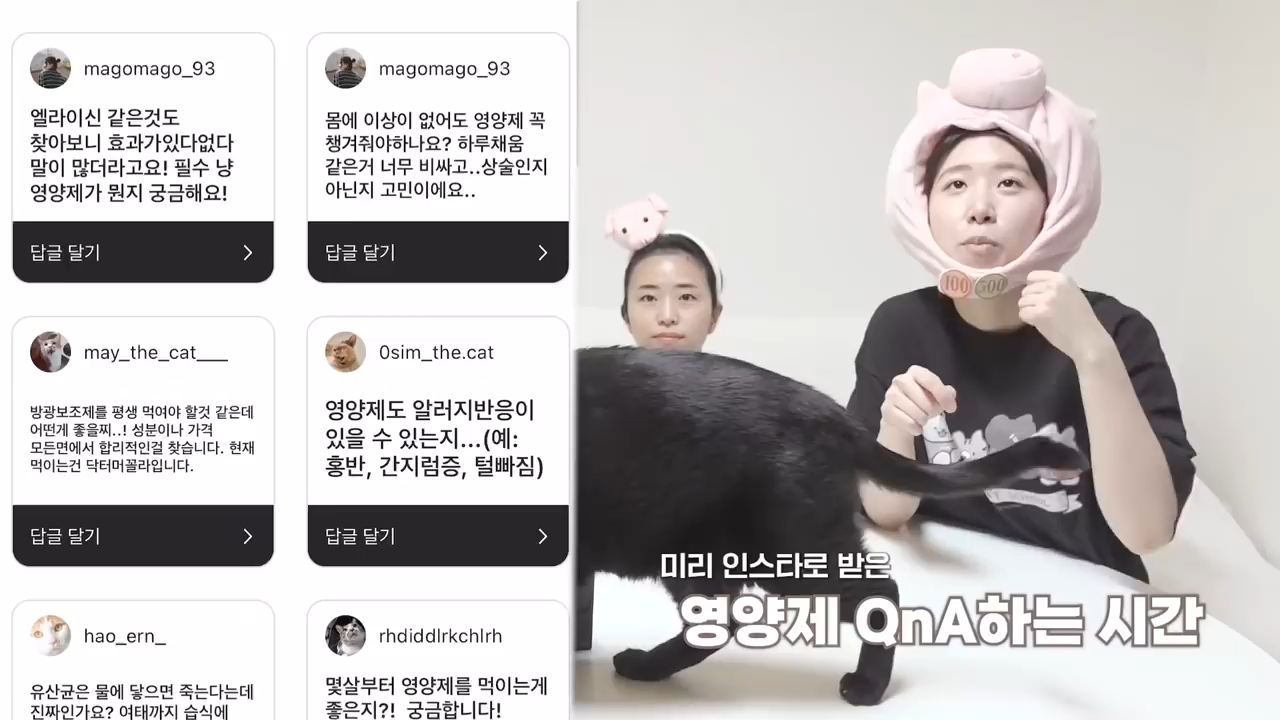 magomago_93
엘라이신 같은것도
찾아보니 효과가있다없다
말이 많더라고요! 필수 냥
영양제가 뭔지 궁금해요!
답글 달기
magomago_93
몸에 이상이 없어도 영양제 꼭
챙겨줘야하나요? 하루채움
같은거 너무 비싸고..상술인지
아닌지 고민이에요..
답글 달기
may_the_cat___
방광보조제를 평생 먹여야 할것 같은데
어떤게 좋을찌..! 성분이나 가격
모든면에서 합리적인걸 찾습니다. 현재
먹이는건 닥터머꼴라입니다.
답글 달기
0sim_the.cat
영양제도 알러지반응이
있을 수 있는지...(예:
홍반, 간지럼증, 털빠짐)
답글 달기
hao_ern_
유산균은 물에 닿으면 죽는다는데
진짜인가요? 여태까지 습식에
rhdiddlrkchlrh
몇살부터 영양제를 먹이는게
좋은지?! 궁금합니다!
100 500
미리 인스타로 받은
영양제 QnA하는 시간